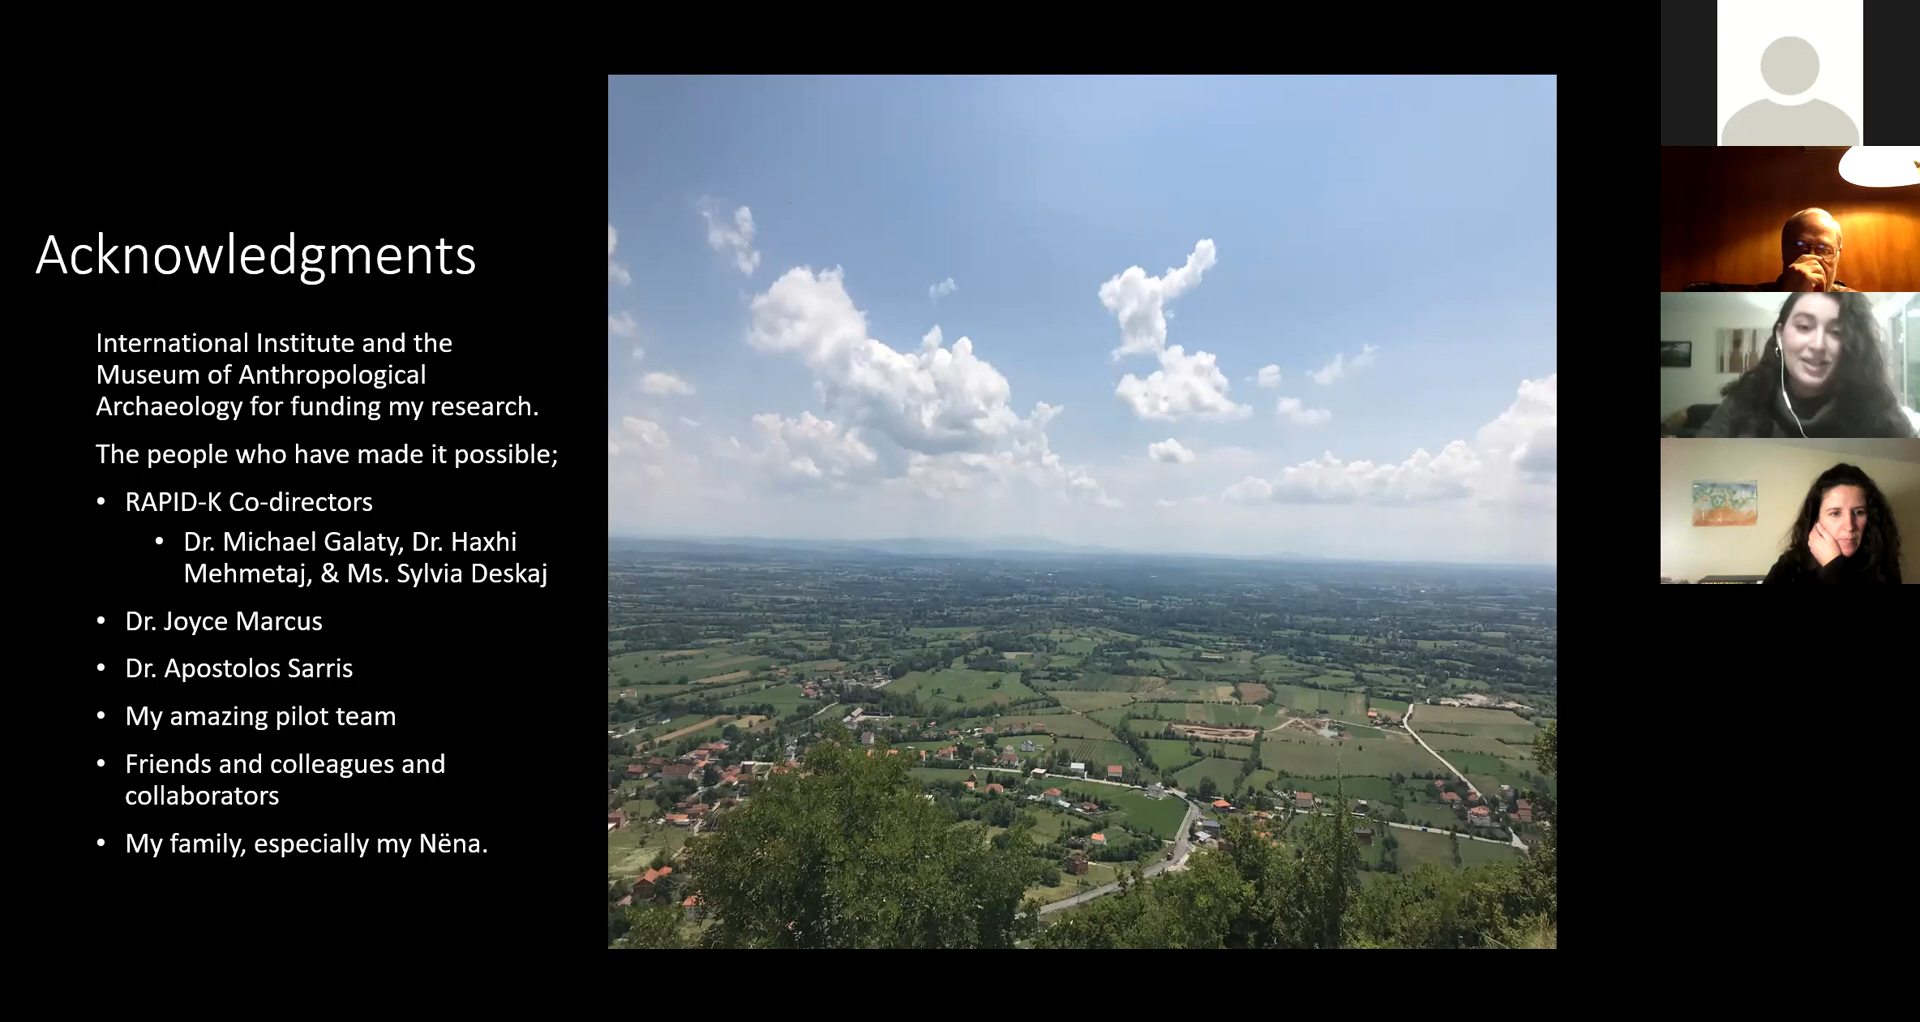 Acknowledgments
International Institute and the
Museum of Anthropological
Archaeology for funding my research.
The people who have made it possible;
• RAPID-K Co-directors
• Dr. Michael Galaty, Dr. Haxhi
Mehmetaj, & Ms. Sylvia Deskaj
• Dr. Joyce Marcus
• Dr. Apostolos Sarris
• My amazing pilot team
• Friends and colleagues and
collaborators
• My family, especially my Nëna.